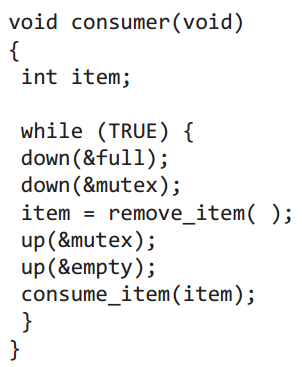 void consumer(void)
{
 int item;

 while (TRUE) {
 down(&full);
 down(&mutex);
 item = remove_item( );
 up(&mutex);
 up(&empty);
 consume_item(item);
 }
}